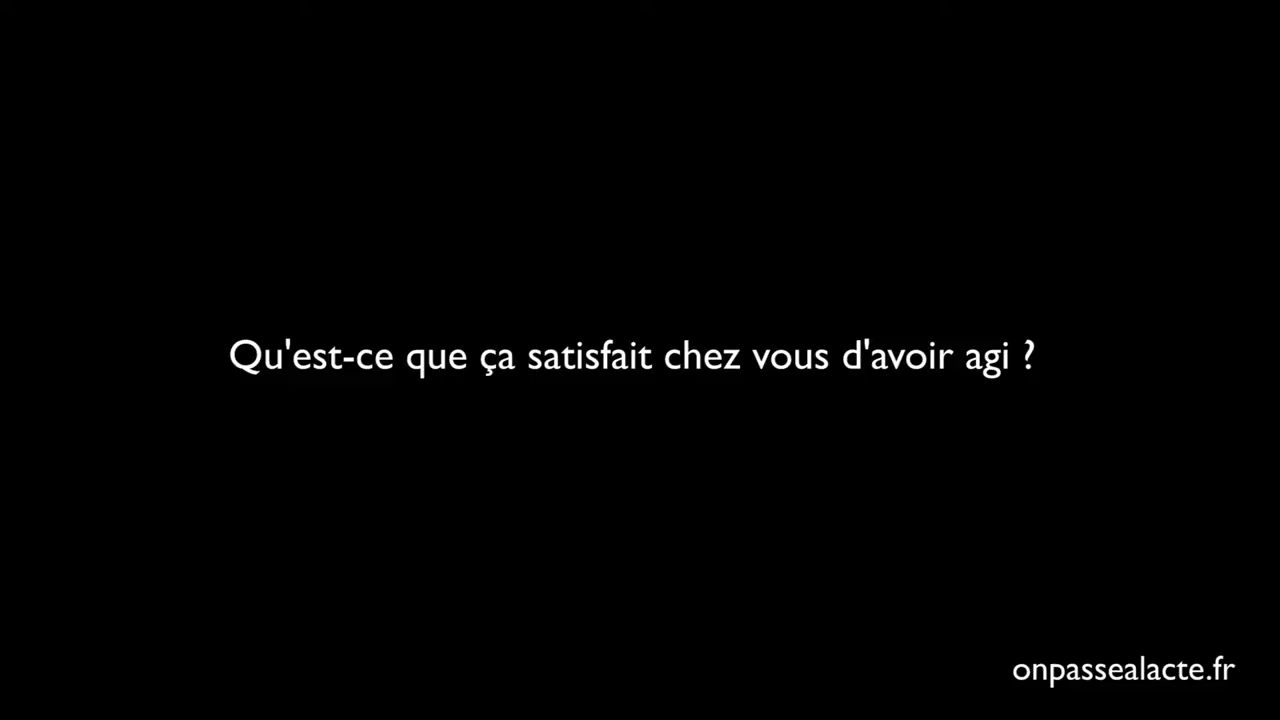 Qu'est-ce que ça satisfait chez vous d'avoir agi ?
onpassealacte.fr